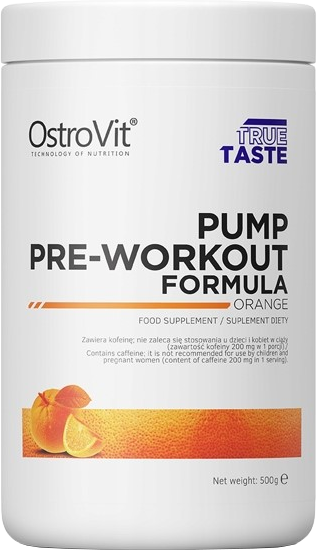 OstroVit®
TECHNOLOGY OF NUTRITION
TRUE
TASTE
PUMP
PRE-WORKOUT
FORMULA
ORANGE
FOOD SUPPLEMENT / SUPLEMENT DIETY
Zawiera kofeinę; nie zaleca się stosowania u dzieci i kobiet w ciąży
(zawartość kofeiny 200 mg w 1 porcji)./
Contains caffeine; it is not recommended for use by children and
pregnant women (content of caffeine 200 mg in 1 serving).
Net weight: 500g ℮